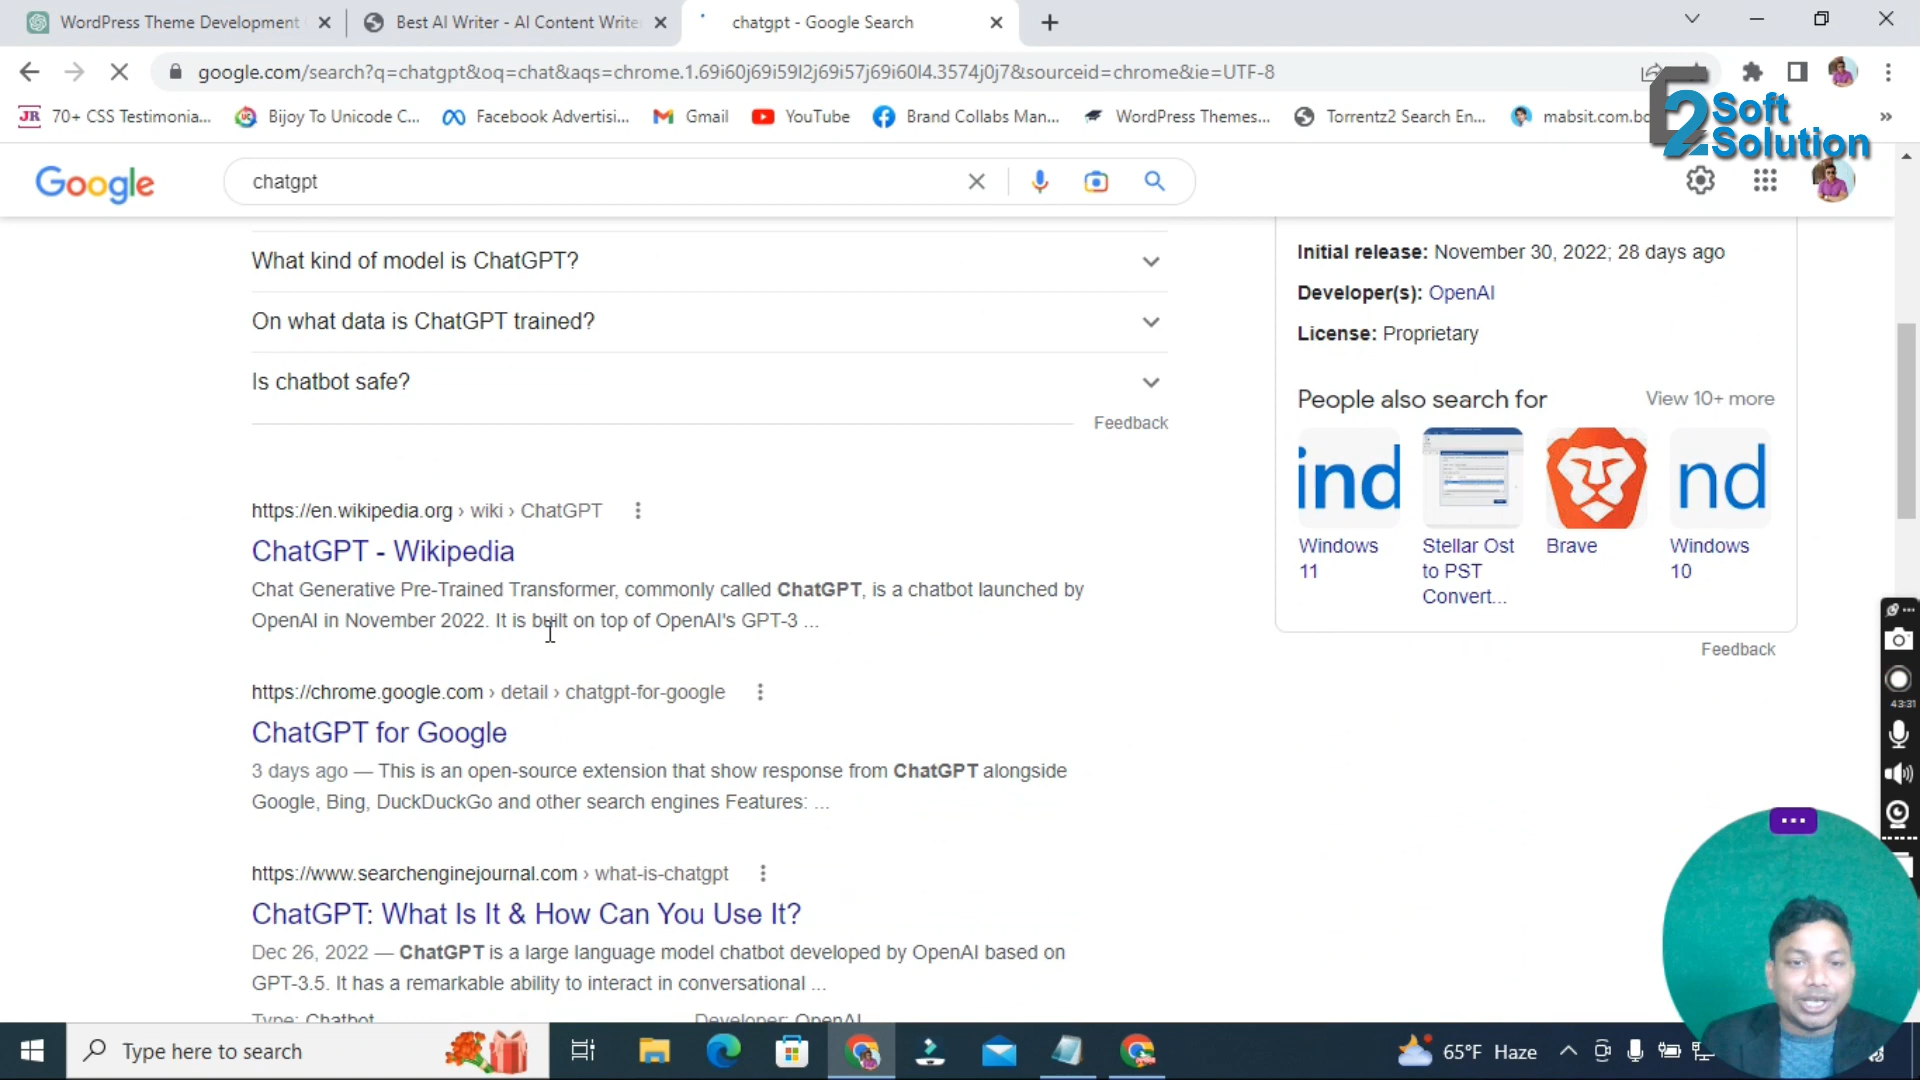 WordPress Theme Development
Best AI Writer - AI Content Write
chatgpt - Google Search
google.com/search?q=chatgpt&oq=chat&aqs=chrome.1.69i60j69i59l2j69i57j69i60l4.3574j0j7&sourceid=chrome&ie=UTF-8
JR
70+ CSS Testimonia...
Bijoy To Unicode C...
Facebook Advertisi...
Gmail
YouTube
Brand Collabs Man...
WordPress Themes...
Torrentz2 Search En...
mabsit.com.bd
»
2 Soft
Solution
Google
chatgpt
What kind of model is ChatGPT?
On what data is ChatGPT trained?
Is chatbot safe?
Feedback
https://en.wikipedia.org › wiki › ChatGPT
ChatGPT - Wikipedia
Chat Generative Pre-Trained Transformer, commonly called ChatGPT, is a chatbot launched by
OpenAI in November 2022. It is built on top of OpenAI's GPT-3 ...
https://chrome.google.com › detail › chatgpt-for-google
ChatGPT for Google
3 days ago — This is an open-source extension that show response from ChatGPT alongside
Google, Bing, DuckDuckGo and other search engines Features: ...
https://www.searchenginejournal.com › what-is-chatgpt
ChatGPT: What Is It & How Can You Use It?
Dec 26, 2022 — ChatGPT is a large language model chatbot developed by OpenAI based on
GPT-3.5. It has a remarkable ability to interact in conversational ...
Type: Chatbot
Developer: OpenAI
Initial release: November 30, 2022; 28 days ago
Developer(s): OpenAI
License: Proprietary
People also search for
View 10+ more
ind
nd
Windows
11
Stellar Ost
to PST
Convert...
Brave
Windows
10
Feedback
43:31
Type here to search
65°F Haze